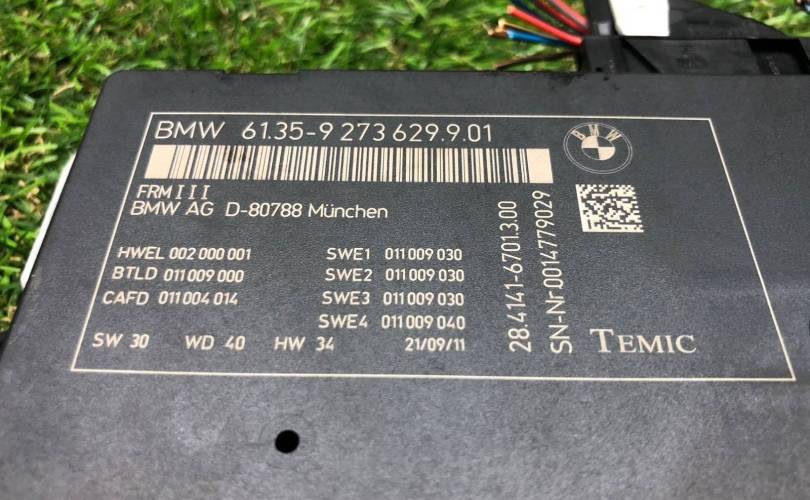 BMW 61.35-9 273 629.9.01
BMW
FRM III
BMW AG D-80788 München
HWEL 002 000 001
BTLD 011 009 000
CAFD 011 004 014
SWE1 011 009 030
SWE2 011 009 030
SWE3 011 009 030
SWE4 011 009 040
SW 30 WD 40 HW 34 21/09/11
28.4141-6701.3.00
SN-Nr0014779029
TEMIC